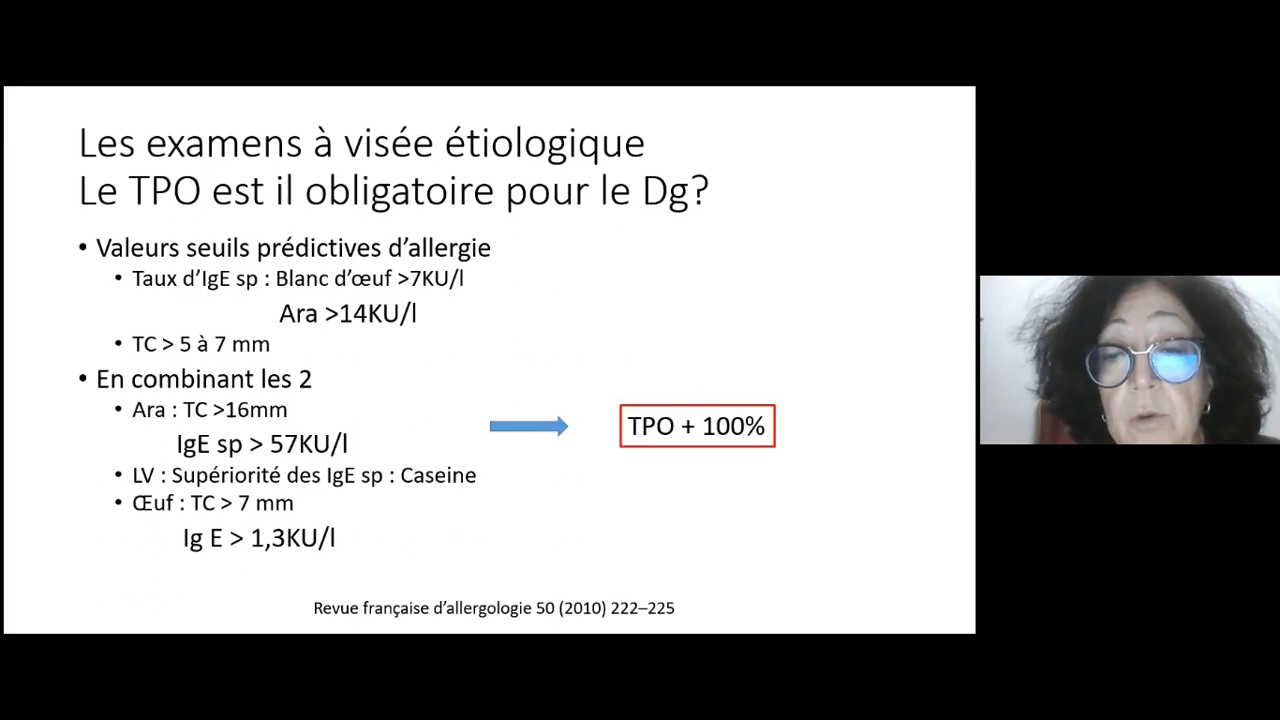 Les examens à visée étiologique
Le TPO est il obligatoire pour le Dg?
• Valeurs seuils prédictives d’allergie
• Taux d’IgE sp : Blanc d’œuf >7KU/l
Ara >14KU/l
• TC > 5 à 7 mm
• En combinant les 2
• Ara : TC >16mm
IgE sp > 57KU/l
• LV : Supériorité des IgE sp : Caseine
• Œuf : TC > 7 mm
Ig E > 1,3KU/l
TPO + 100%
Revue française d’allergologie 50 (2010) 222–225